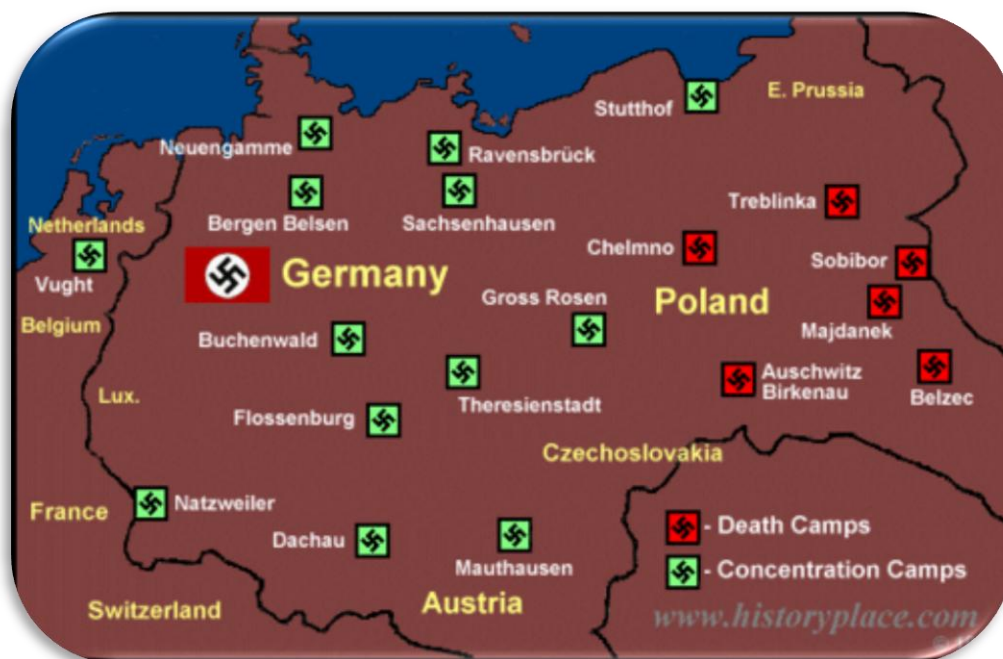 Stutthof
E. Prussia
Neuengamme
Ravensbrück
Bergen Belsen
Sachsenhausen
Treblinka
Netherlands
Chelmno
Sobibor
Vught
Germany
Gross Rosen
Poland
Belgium
Majdanek
Buchenwald
Auschwitz
Birkenau
Lux.
Theresienstadt
Belzec
Flossenburg
Czechoslovakia
France
Natzweiler
- Death Camps
Dachau
Mauthausen
- Concentration Camps
Switzerland
Austria
www.historyplace.com